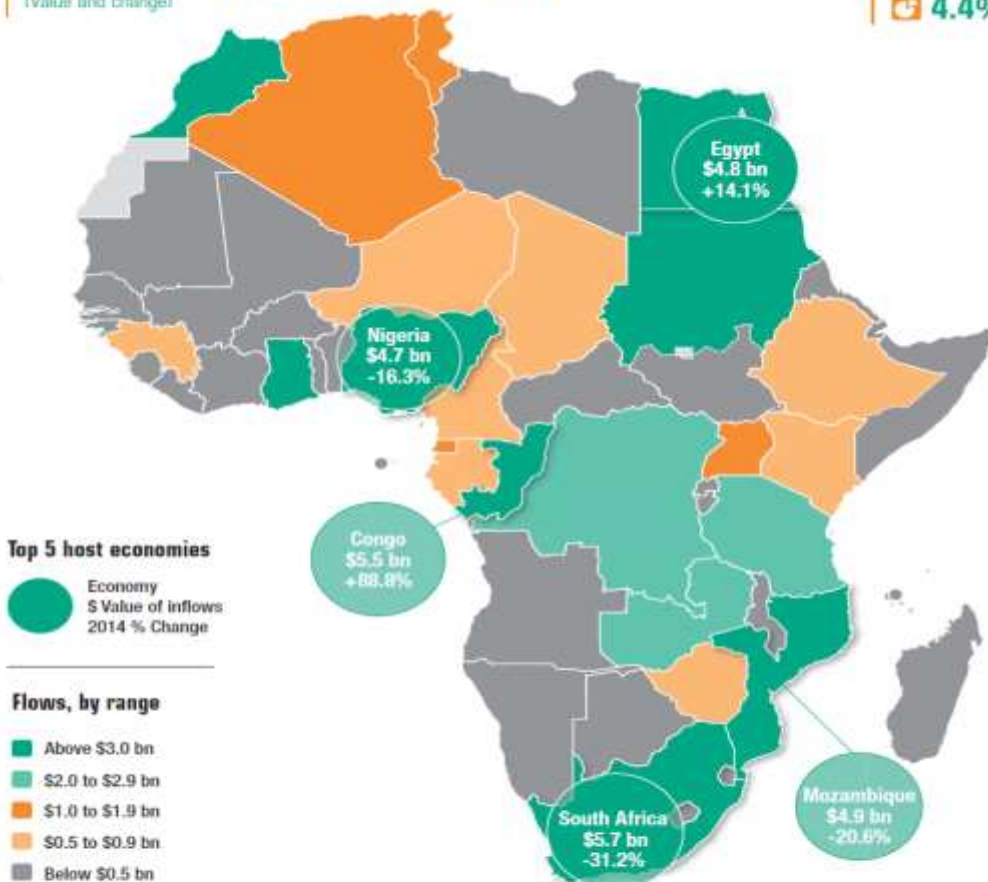 (Value and change)
4.4%
Egypt
$4.8 bn
+14.1%
Nigeria
$4.7 bn
-16.3%
Congo
$5.5 bn
+88.8%
Top 5 host economies
Economy
$ Value of inflows
2014 % Change
Flows, by range
Above $3.0 bn
$2.0 to $2.9 bn
$1.0 to $1.9 bn
$0.5 to $0.9 bn
Below $0.5 bn
South Africa
$5.7 bn
-31.2%
Mozambique
$4.9 bn
-20.6%